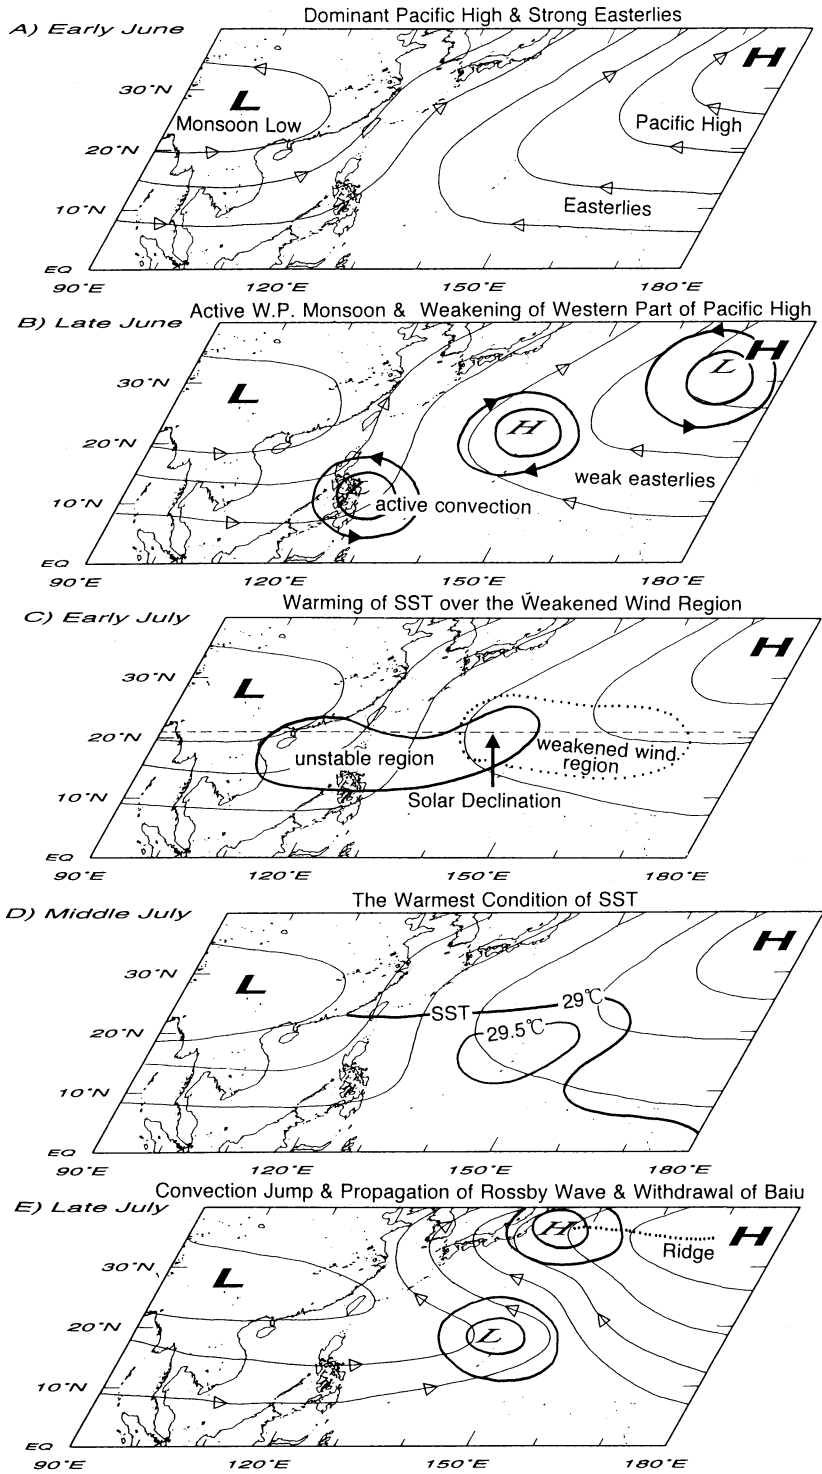 Dominant Pacific High & Strong Easterlies
A) Early June
H
30°N
L
Monsoon Low
Pacific High
20°N
10°N
Easterlies
EQ
90°E 120°E 150°E 180°E
Active W.P. Monsoon & Weakening of Western Part of Pacific High
B) Late June
H
L
30°N
L
H
20°N
weak easterlies
10°N
active convection
EQ
90°E 120°E 150°E 180°E
Warming of SST over the Weakened Wind Region
C) Early July
H
30°N
L
20°N
unstable region
weakened wind
region
10°N
Solar Declination
EQ
90°E 120°E 150°E 180°E
The Warmest Condition of SST
D) Middle July
H
30°N
L
SST 29℃
20°N
29.5℃
10°N
EQ
90°E 120°E 150°E 180°E
Convection Jump & Propagation of Rossby Wave & Withdrawal of Baiu
E) Late July
H
H
Ridge
30°N
L
20°N
L
10°N
EQ
90°E 120°E 150°E 180°E